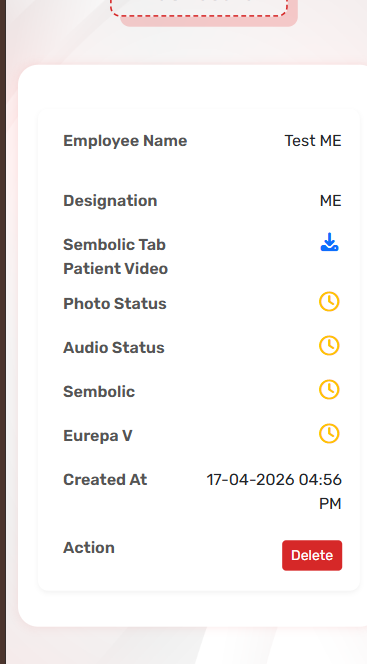 Employee Name Test ME
Designation ME
Sembolic Tab
Patient Video
Photo Status
Audio Status
Sembolic
Eurepa V
Created At 17-04-2026 04:56
PM
Action Delete